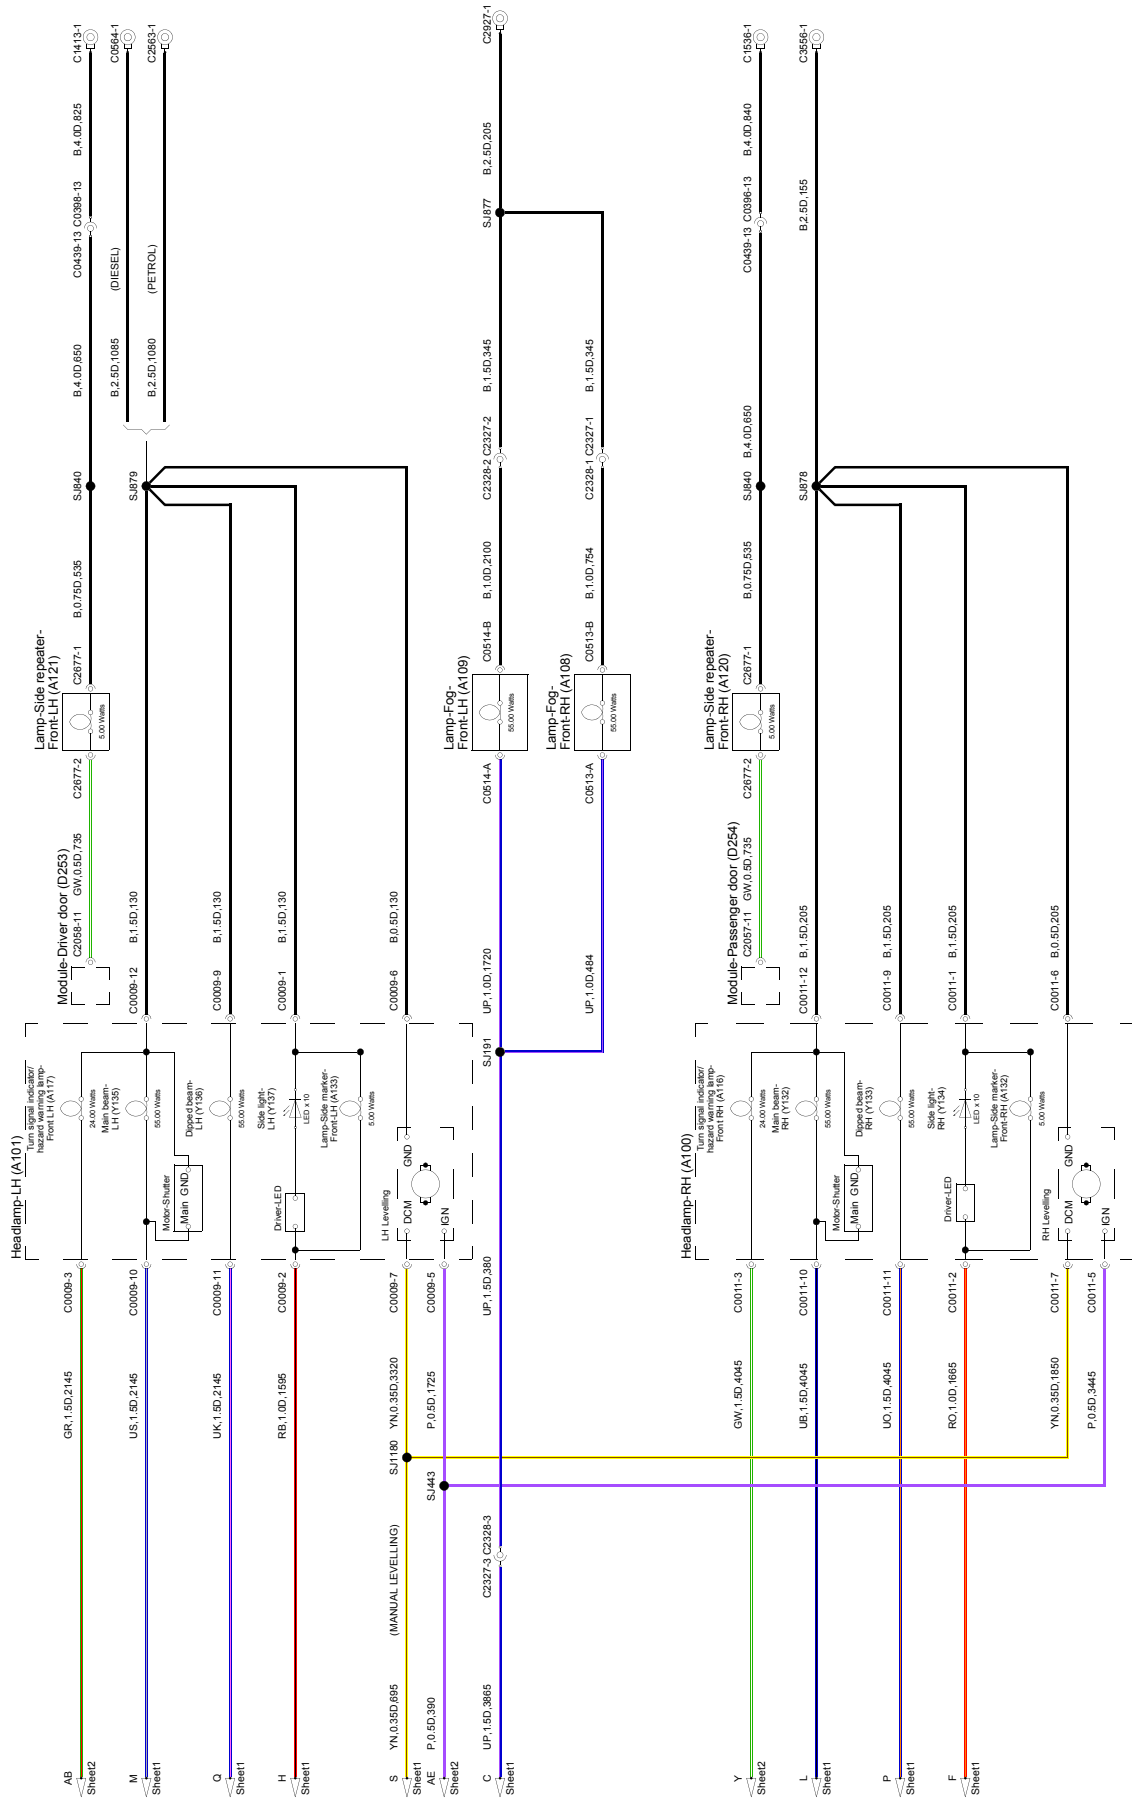 C1413-1
C0564-1
C2563-1
C2927-1
C1536-1
C3556-1
B,4.0D,825
B,2.5D,205
B,4.0D,840
B,2.5D,155
C0439-13 C0398-13
(DIESEL)
(PETROL)
SJ877
C0439-13 C0396-13
B,4.0D,650
B,2.5D,1085
B,2.5D,1080
B,1.5D,345
B,1.5D,345
B,4.0D,650
SJ840
SJ879
C2328-2 C2327-2
C2328-1 C2327-1
SJ840
SJ878
B,0.75D,535
B,1.0D,2100
B,1.0D,754
B,0.75D,535
C2677-1
C0514-B
C0513-B
C2677-1
Lamp-Side repeater-
Front-LH (A121)
5.00 Watts
Lamp-Fog-
Front-LH (A109)
55.00 Watts
Lamp-Fog-
Front-RH (A108)
55.00 Watts
Lamp-Side repeater-
Front-RH (A120)
5.00 Watts
C2677-2
C0514-A
C0513-A
C2677-2
Module-Driver door (D253)
C2058-11 GW,0.5D,735
Module-Passenger door (D254)
C2057-11 GW,0.5D,735
B,1.5D,130
B,1.5D,130
B,1.5D,130
B,0.5D,130
UP,1.0D,1720
UP,1.0D,484
B,1.5D,205
B,1.5D,205
B,1.5D,205
B,0.5D,205
C0009-12
C0009-9
C0009-1
C0009-6
SJ191
C0011-12
C0011-9
C0011-1
C0011-6
Headlamp-LH (A101)
Turn signal indicator/
hazard warning lamp-
Front LH (A117)
24.00 Watts
Main beam-
LH (Y135)
55.00 Watts
Dipped beam-
LH (Y136)
55.00 Watts
Side light-
LH (Y137)
LED x 10
Lamp-Side marker-
Front-LH (A133)
5.00 Watts
Motor-Shutter
Main GND
Driver-LED
LH Levelling
GND
DCM
IGN
Headlamp-RH (A100)
Turn signal indicator/
hazard warning lamp-
Front RH (A116)
24.00 Watts
Main beam-
RH (Y132)
55.00 Watts
Dipped beam-
RH (Y133)
55.00 Watts
Side light-
RH (Y134)
LED x 10
Lamp-Side marker-
Front-RH (A132)
5.00 Watts
Motor-Shutter
Main GND
Driver-LED
RH Levelling
GND
DCM
IGN
C0009-3
C0009-10
C0009-11
C0009-2
C0009-7
C0009-5
UP,1.5D,380
C0011-3
C0011-10
C0011-11
C0011-2
C0011-7
C0011-5
GR,1.5D,2145
US,1.5D,2145
UK,1.5D,2145
RB,1.0D,1595
YN,0.35D,3320
P,0.5D,1725
GW,1.5D,4045
UB,1.5D,4045
UO,1.5D,4045
RO,1.0D,1665
YN,0.35D,1850
P,0.5D,3445
SJ1180
SJ443
(MANUAL LEVELLING)
C2327-3 C2328-3
YN,0.35D,695
P,0.5D,390
UP,1.5D,3865
AB
Sheet2
M
Sheet1
Q
Sheet1
H
Sheet1
S
Sheet1
AE
Sheet2
C
Sheet1
Y
Sheet2
L
Sheet1
P
Sheet1
F
Sheet1